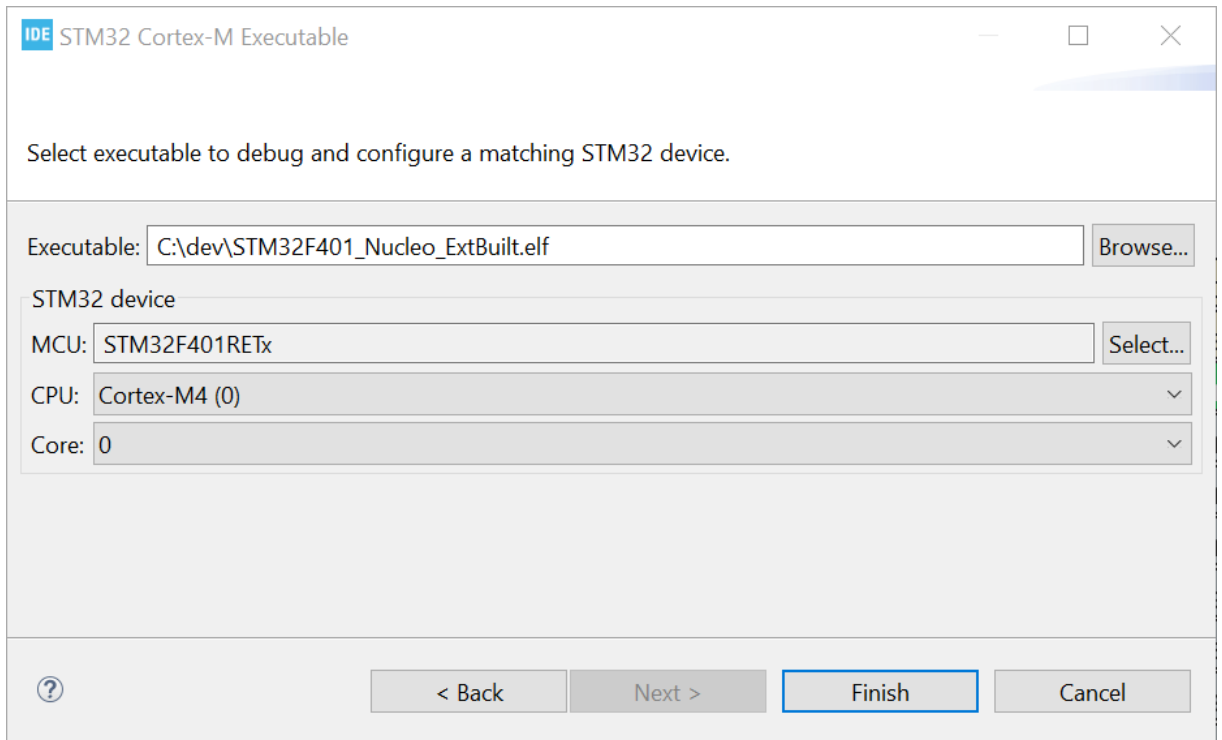 IDE STM32 Cortex-M Executable
Select executable to debug and configure a matching STM32 device.
Executable: C:\dev\STM32F401_Nucleo_ExtBuilt.elf Browse...
STM32 device
MCU: STM32F401RETx Select...
CPU: Cortex-M4 (0)
Core: 0
? < Back Next > Finish Cancel